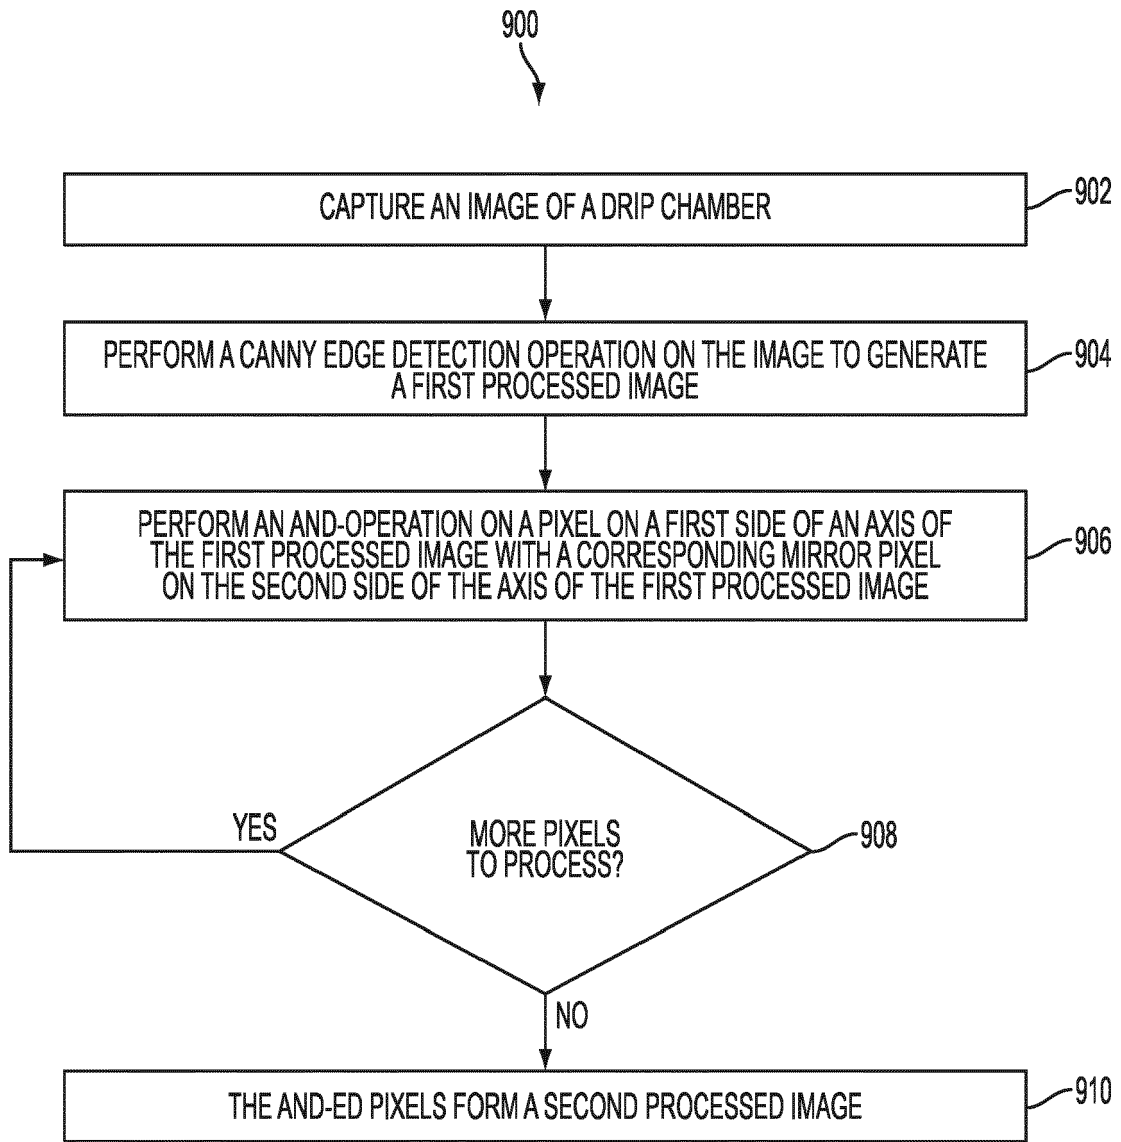 900
CAPTURE AN IMAGE OF A DRIP CHAMBER
902
PERFORM A CANNY EDGE DETECTION OPERATION ON THE IMAGE TO GENERATE
A FIRST PROCESSED IMAGE
904
PERFORM AN AND-OPERATION ON A PIXEL ON A FIRST SIDE OF AN AXIS OF
THE FIRST PROCESSED IMAGE WITH A CORRESPONDING MIRROR PIXEL
ON THE SECOND SIDE OF THE AXIS OF THE FIRST PROCESSED IMAGE
906
YES
MORE PIXELS
TO PROCESS?
908
NO
THE AND-ED PIXELS FORM A SECOND PROCESSED IMAGE
910